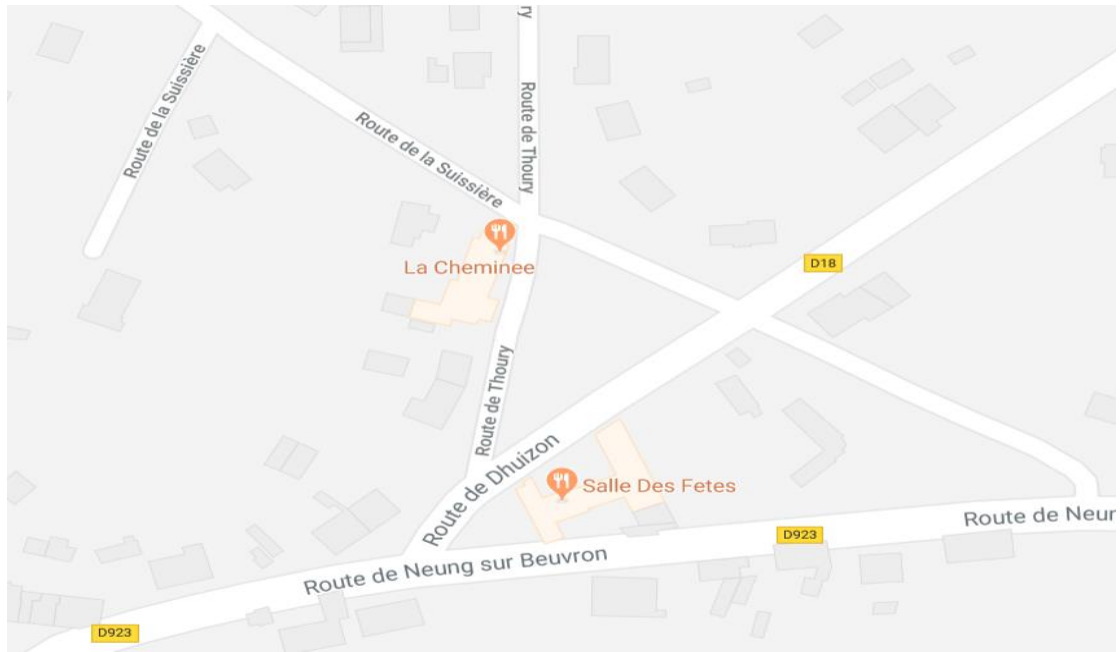 ry
Route de la Suissière
Route de Thoury
Route de la Suissière
La Cheminee
D18
Route de Thoury
Route de Dhuizon
Salle Des Fetes
Route de Neur
D923
Route de Neung sur Beuvron
D923